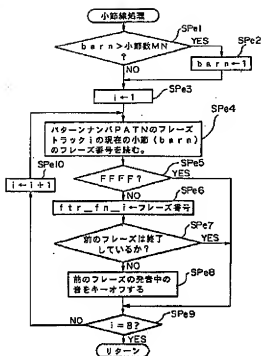 小節線処理
SPe1
barn>小節数MN
?
YES
SPe2
barn←1
NO
SPe3
i←1
SPe4
パターンナンバPATNのフレーズ
トラックiの現在の小節(barn)
のフレーズ番号を読む。
SPe10
i←i+1
SPe5
FFFF?
YES
NO
SPe6
ftr_fn_i←フレーズ番号
SPe7
前のフレーズは終了
しているか?
YES
NO
SPe8
前のフレーズの発音中の
音をキーオフする
SPe9
NO
i=8?
YES
リターン